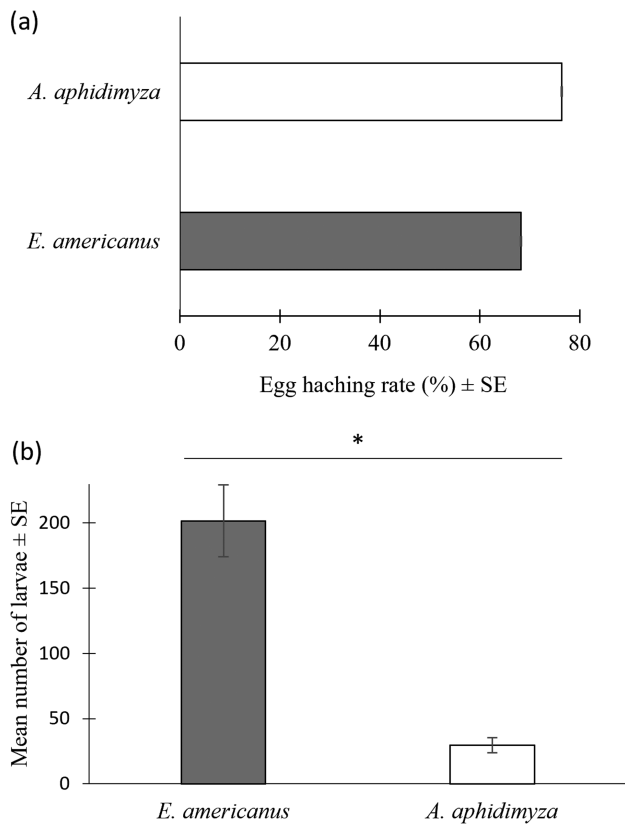 (a)
A. aphidimyza
E. americanus
0 20 40 60 80
Egg haching rate (%) ± SE
(b)
*
Mean number of larvae ± SE
200
150
100
50
0
E. americanus A. aphidimyza